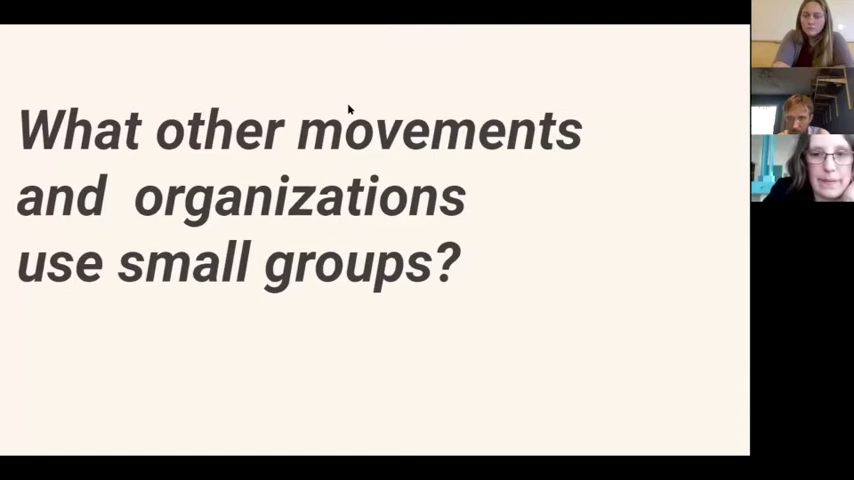 What other movements
and organizations
use small groups?